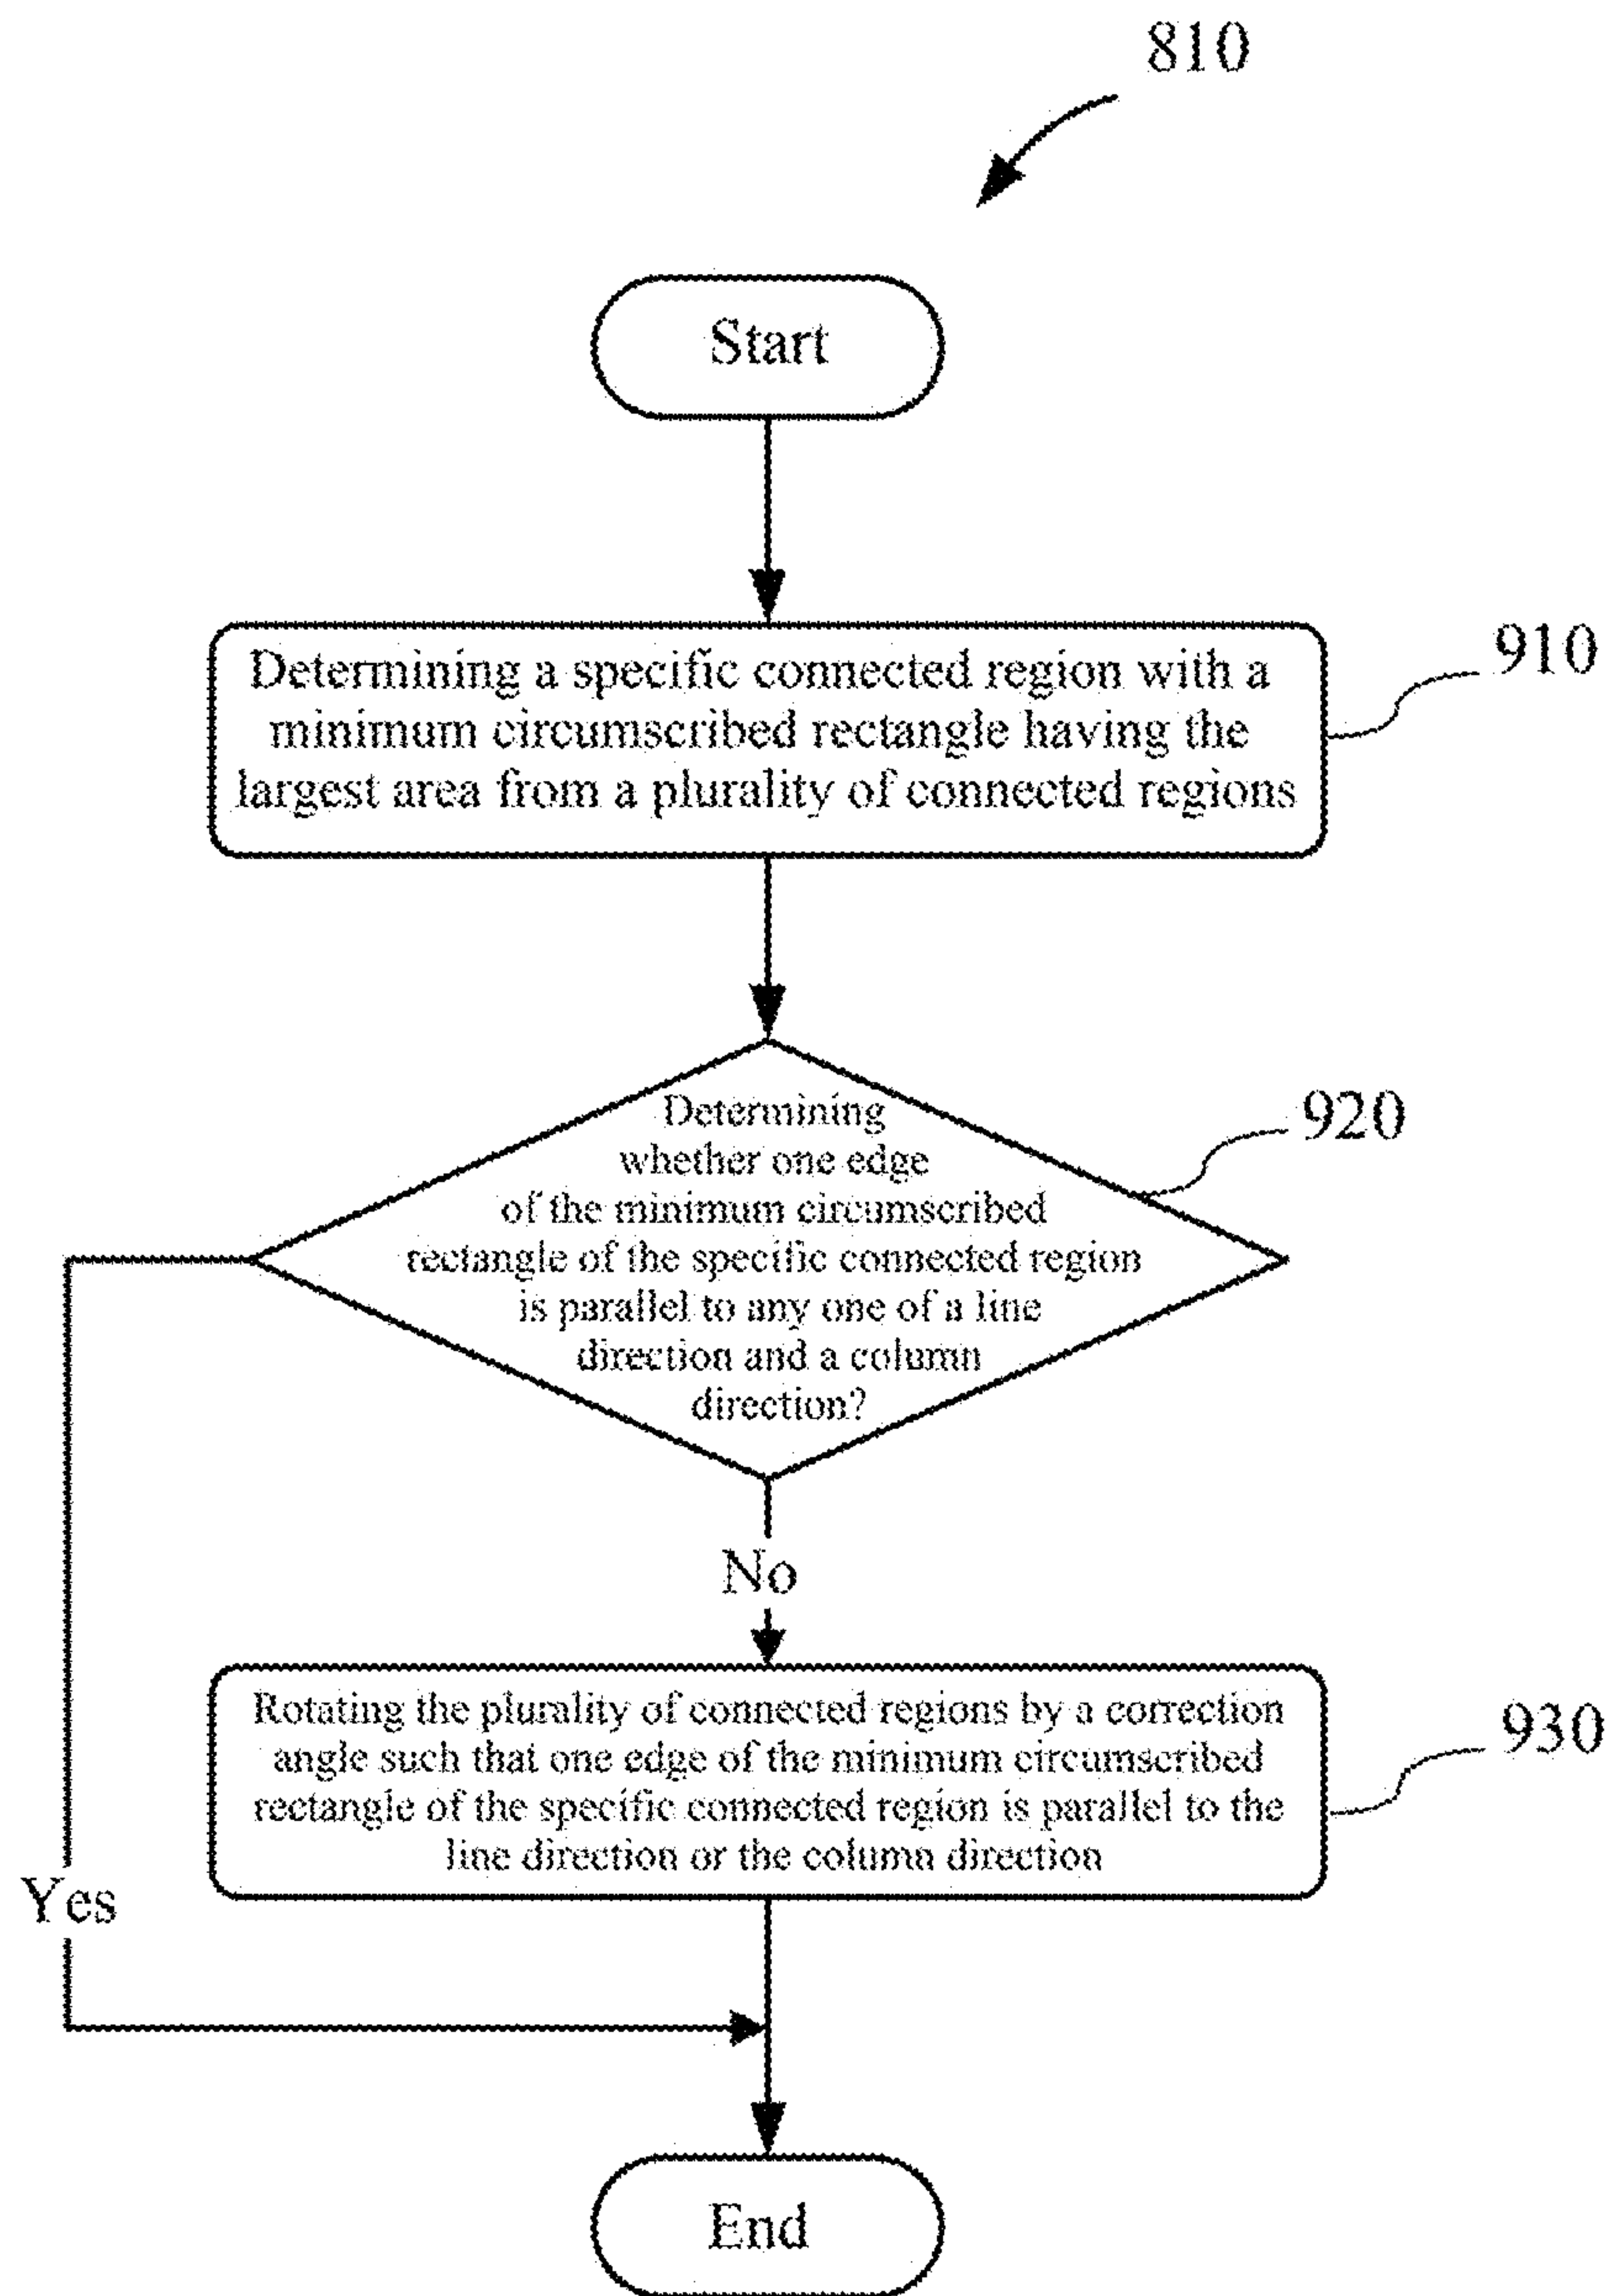 810
Start
Determining a specific connected region with a
minimum circumscribed rectangle having the
largest area from a plurality of connected regions
910
Determining
whether one edge
of the minimum circumscribed
rectangle of the specific connected region
is parallel to any one of a line
direction and a column
direction?
920
No
Rotating the plurality of connected regions by a correction
angle such that one edge of the minimum circumscribed
rectangle of the specific connected region is parallel to the
line direction or the column direction
930
Yes
End